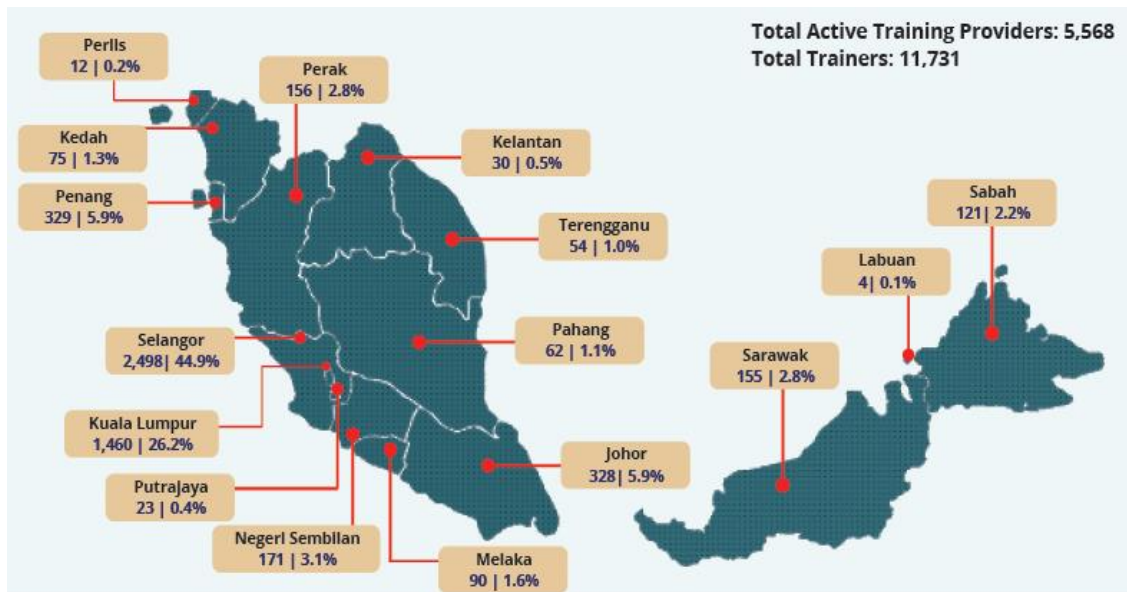 Total Active Training Providers: 5,568
Total Trainers: 11,731
Perlis
12 | 0.2%
Perak
156 | 2.8%
Kedah
75 | 1.3%
Kelantan
30 | 0.5%
Penang
329 | 5.9%
Sabah
121| 2.2%
Terengganu
54 | 1.0%
Labuan
4| 0.1%
Selangor
2,498| 44.9%
Pahang
62 | 1.1%
Sarawak
155 | 2.8%
Kuala Lumpur
1,460 | 26.2%
Johor
328| 5.9%
Putrajaya
23 | 0.4%
Negeri Sembilan
171 | 3.1%
Melaka
90 | 1.6%